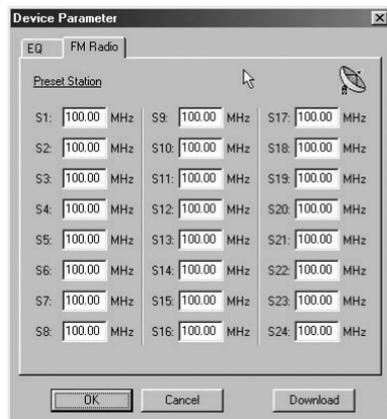 Device Parameter
EQ FM Radio
Preset Station
S1: 100.00 MHz S9: 100.00 MHz S17: 100.00 MHz
S2: 100.00 MHz S10: 100.00 MHz S18: 100.00 MHz
S3: 100.00 MHz S11: 100.00 MHz S19: 100.00 MHz
S4: 100.00 MHz S12: 100.00 MHz S20: 100.00 MHz
S5: 100.00 MHz S13: 100.00 MHz S21: 100.00 MHz
S6: 100.00 MHz S14: 100.00 MHz S22: 100.00 MHz
S7: 100.00 MHz S15: 100.00 MHz S23: 100.00 MHz
S8: 100.00 MHz S16: 100.00 MHz S24: 100.00 MHz
OK Cancel Download